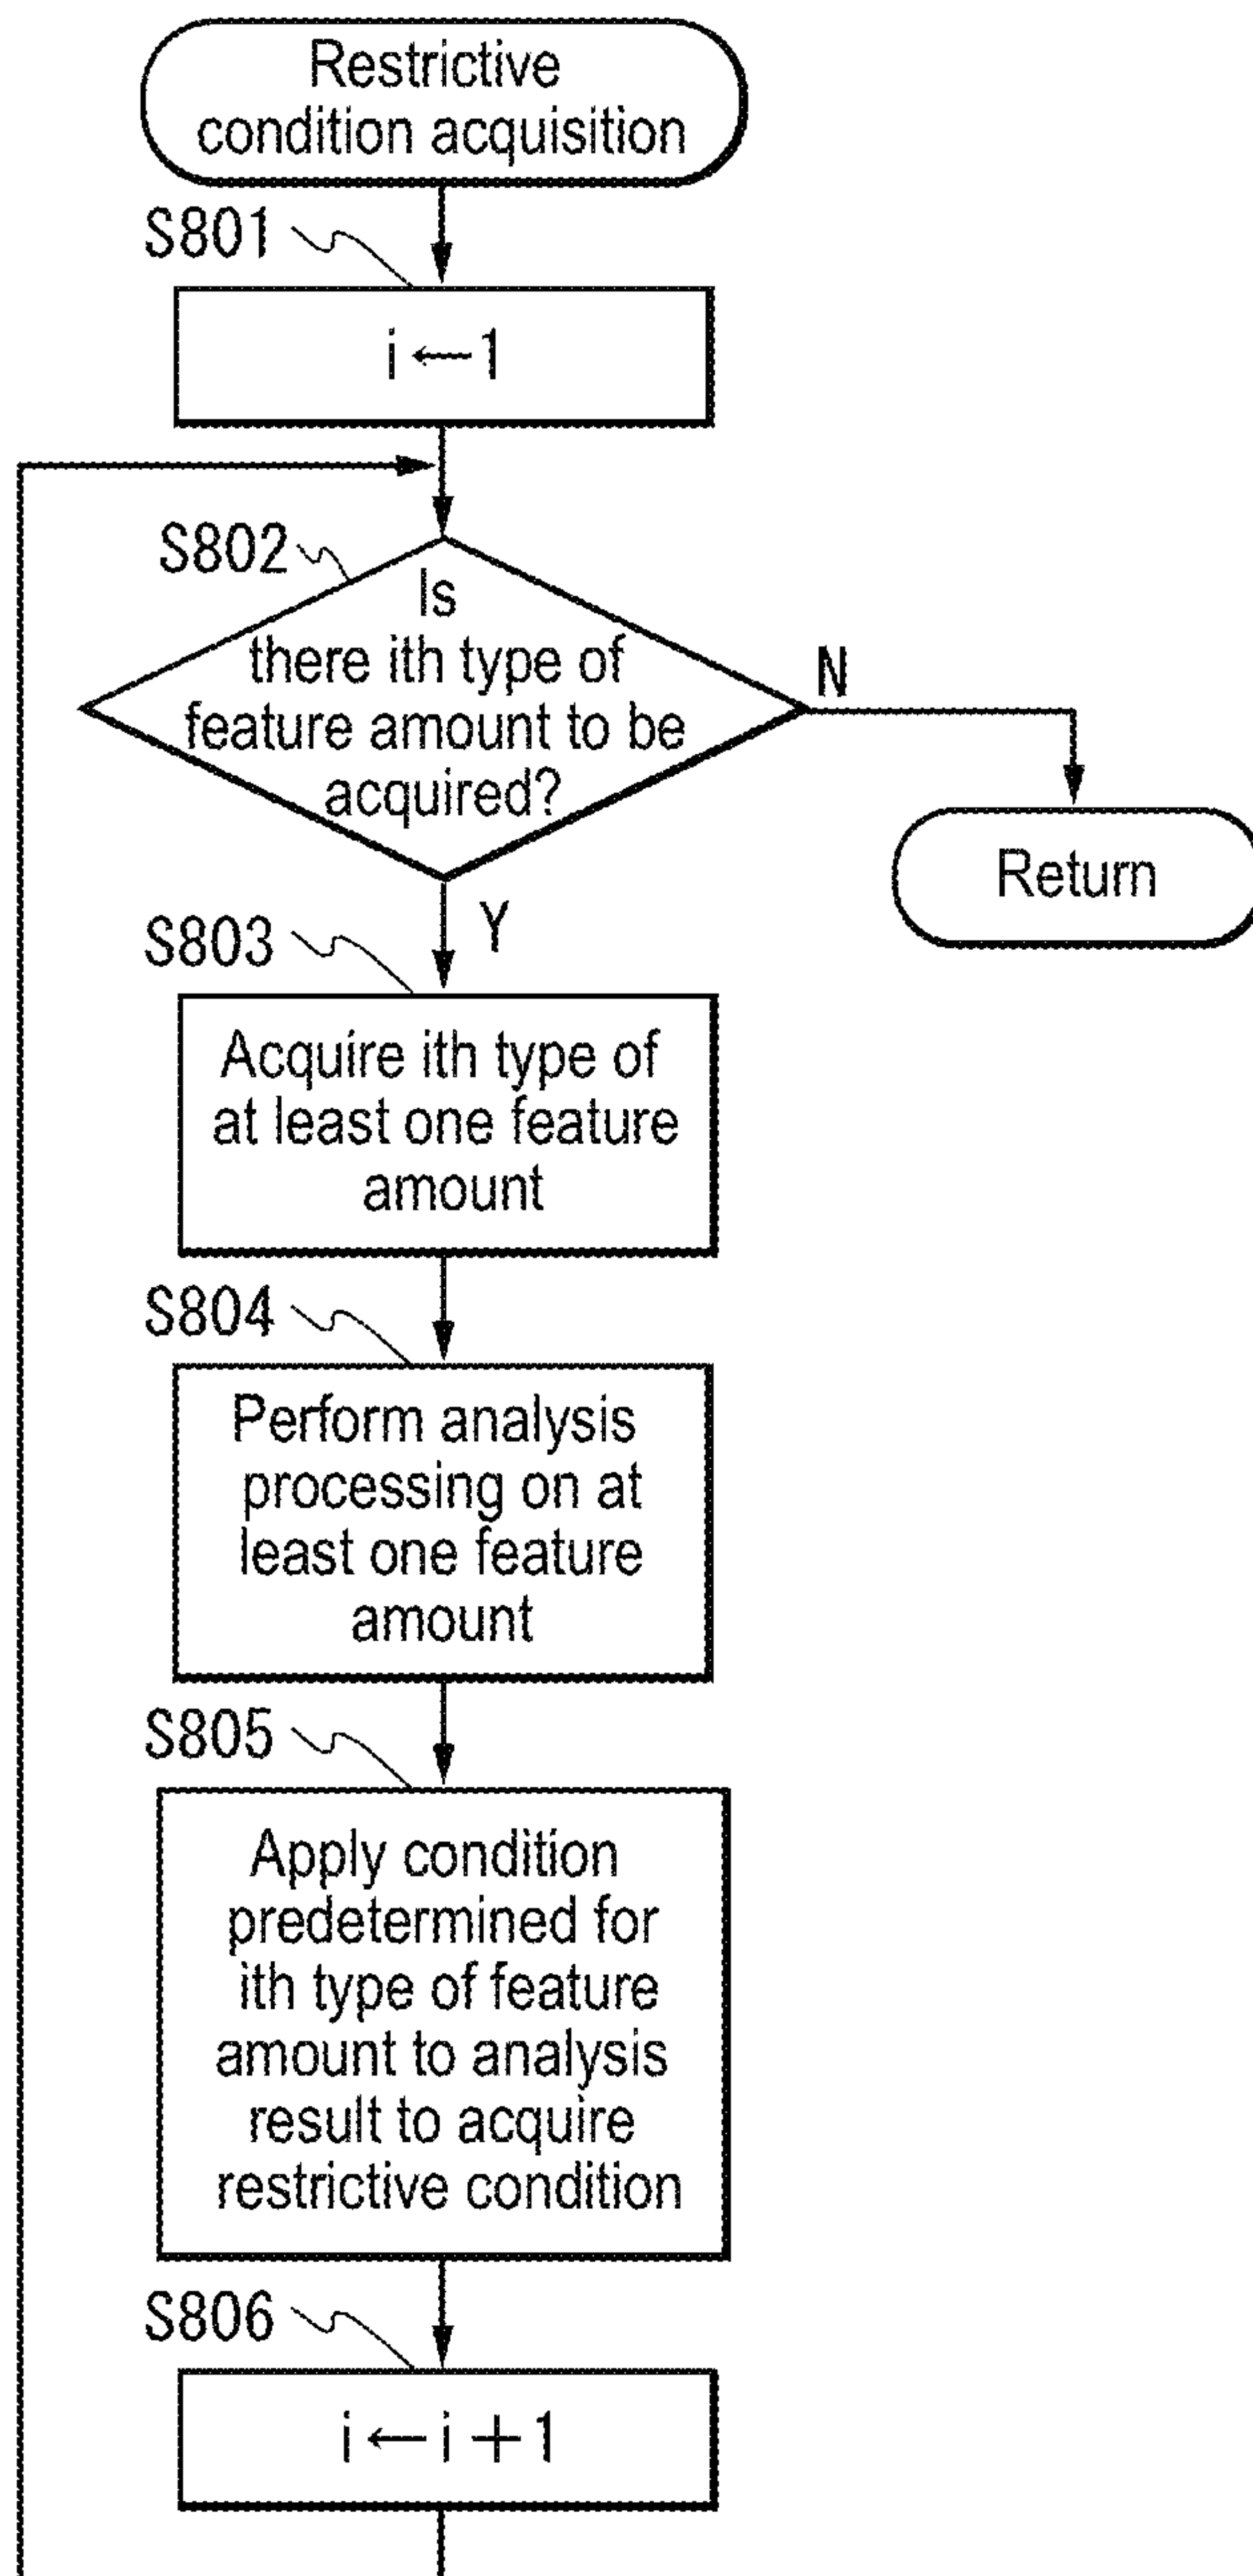 Restrictive
condition acquisition
S801
i←1
S802
Is
there ith type of
feature amount to be
acquired?
N
Return
Y
S803
Acquire ith type of
at least one feature
amount
S804
Perform analysis
processing on at
least one feature
amount
S805
Apply condition
predetermined for
ith type of feature
amount to analysis
result to acquire
restrictive condition
S806
i←i+1